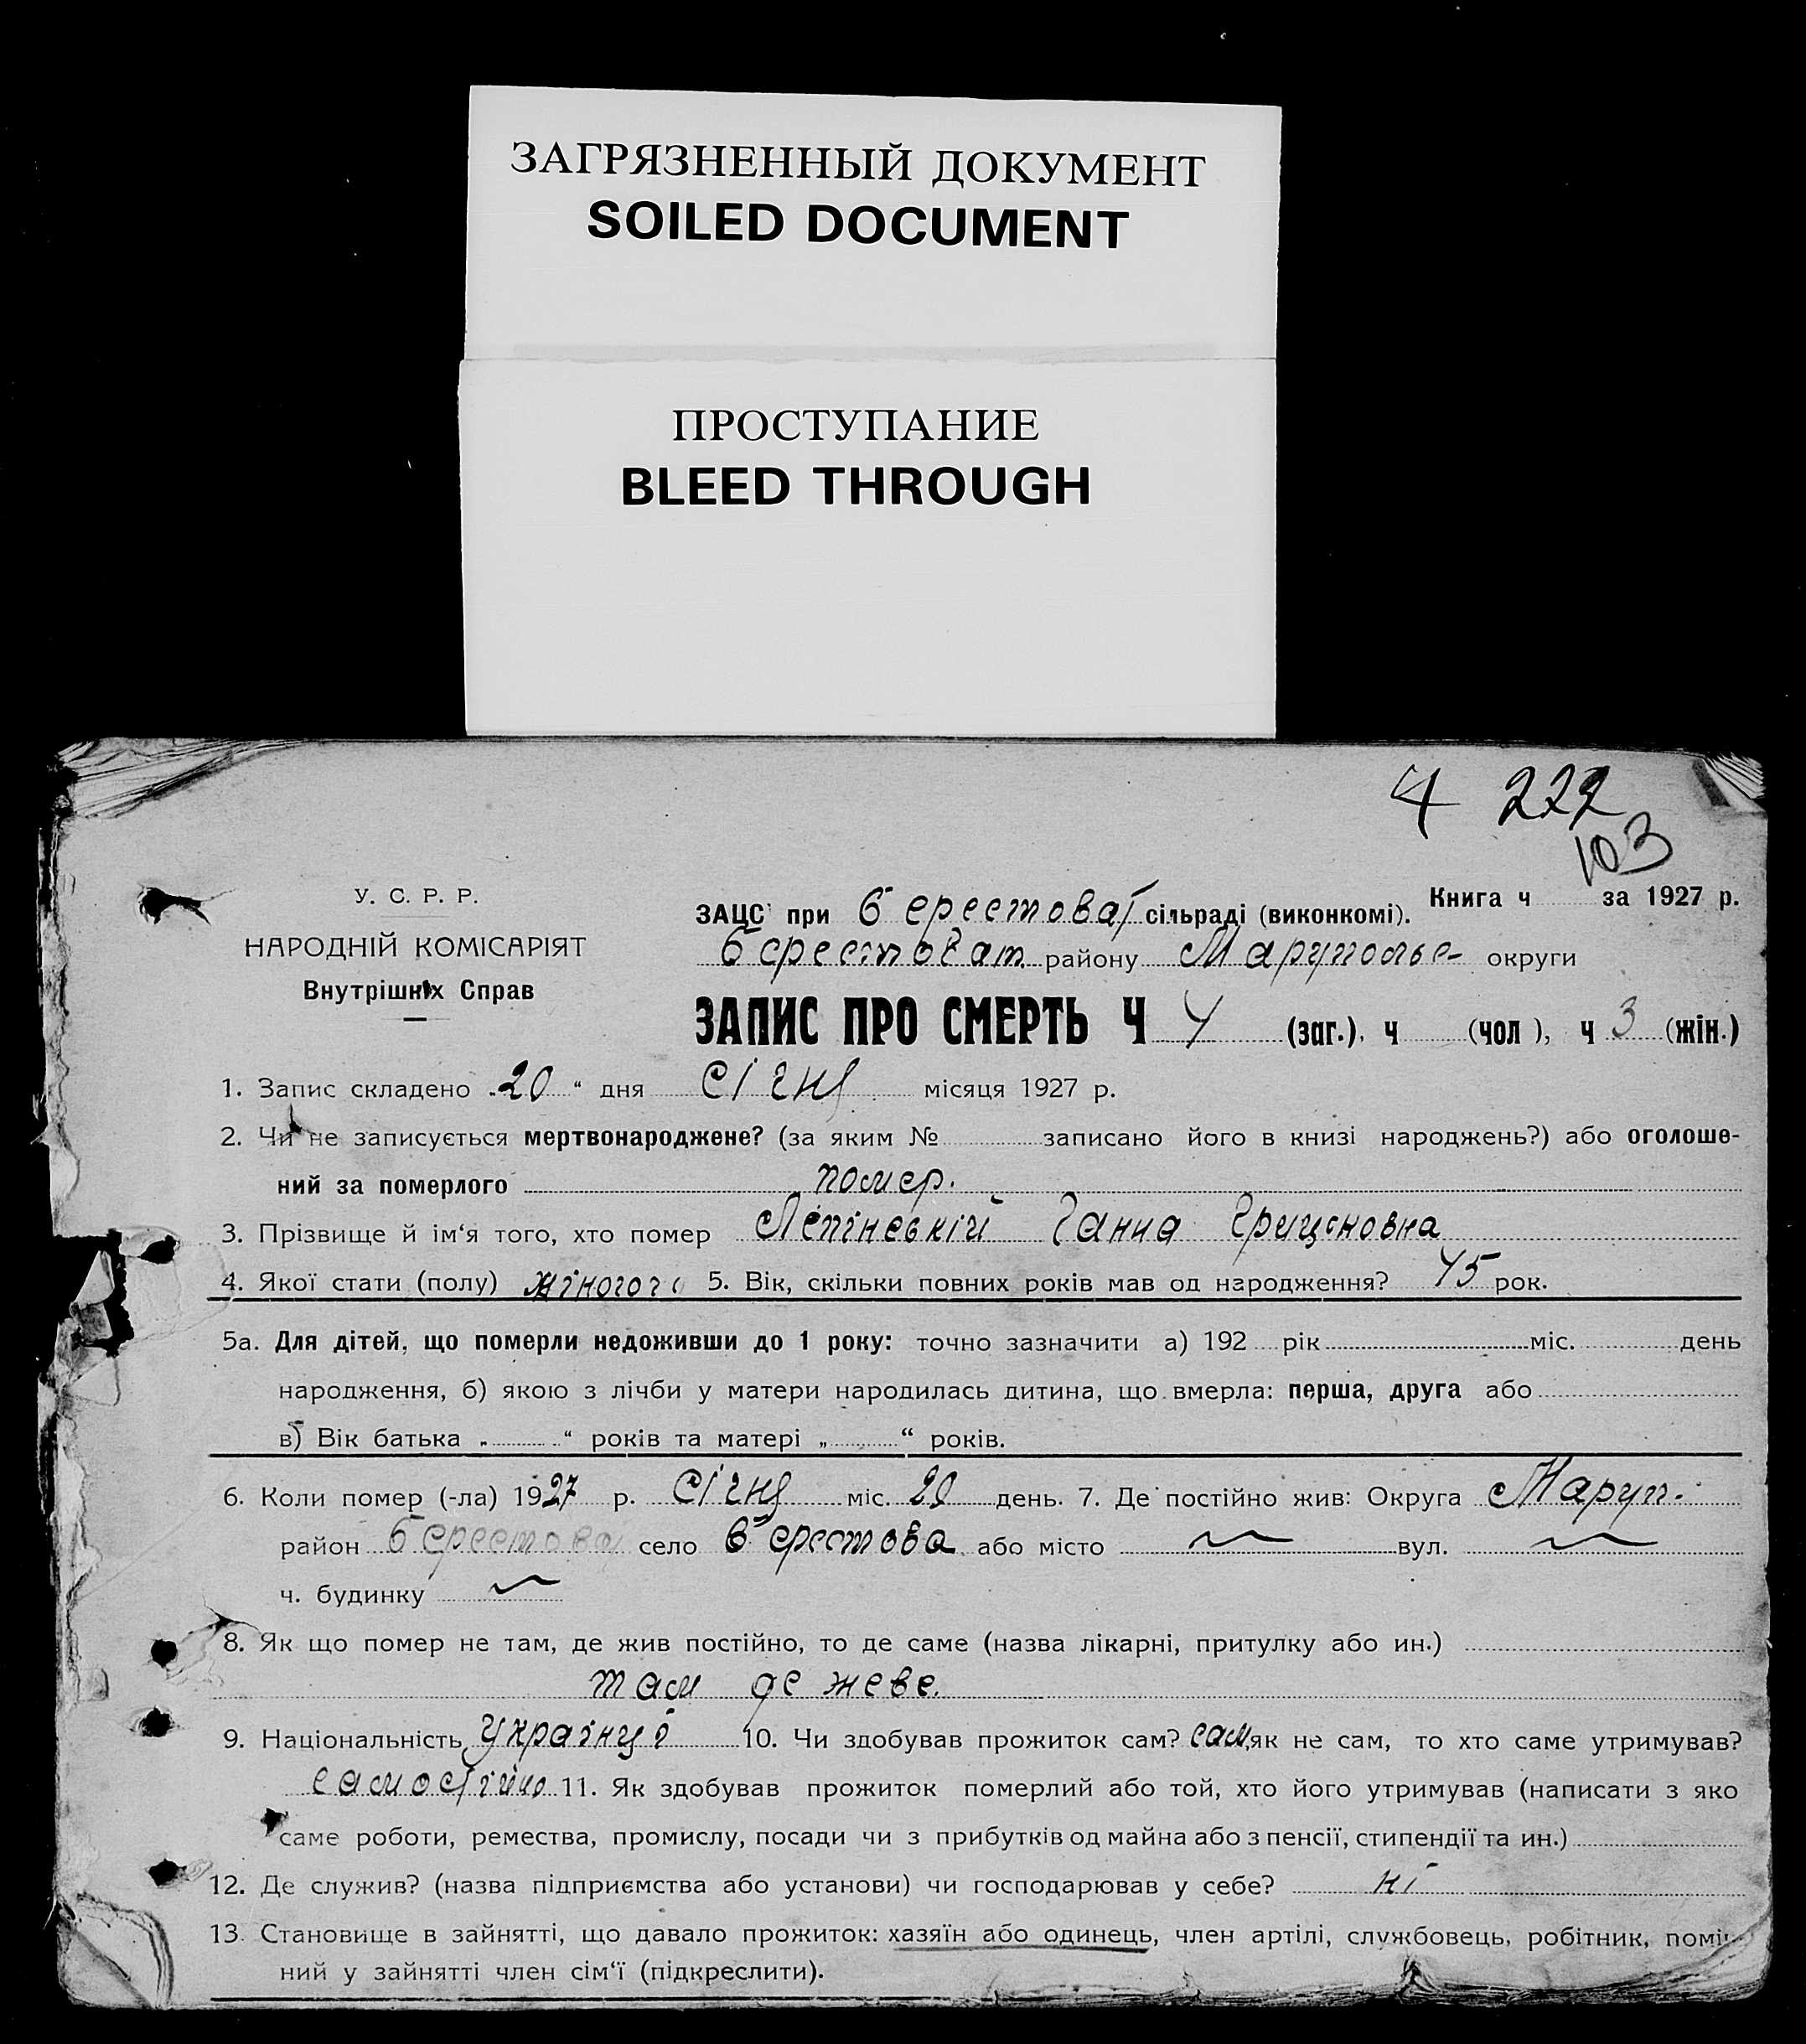 ЗАГРЯЗНЕННЫЙ ДОКУМЕНТ
SOILED DOCUMENT
ПРОСТУПАНИЕ
BLEED THROUGH
4 222
103
У. С. Р. Р.
НАРОДНІЙ КОМІСАРІЯТ
Внутрішніх Справ
Книга ч за 1927 р.
ЗАЦС при Берестоват сільраді (виконкомі).
Берестоват району Маруполье- округи
ЗАПИС ПРО СМЕРТЬ Ч 4 (заг.), ч (чол ), ч 3 (жін.)
1. Запис складено „20“ дня Січня місяця 1927 р.
2. Чи не записується мертвонароджене? (за яким № записано його в книзі народжень?) або оголоше-
ний за померлого помер.
3. Прізвище й ім‘я того, хто помер Лепінський Ганна Грицоновна
4. Якої стати (полу) жіночого 5. Вік, скільки повних років мав од народження? 45 рок.
5а. Для дітей, що померли недоживши до 1 року: точно зазначити а) 192 рік міс. день
народження, б) якою з лічби у матери народилась дитина, що вмерла: перша, друга або
в) Вік батька „ “ років та матері „ “ років.
6. Коли помер (-ла) 1927 р. Січня міс. 20 день. 7. Де постійно жив: Округа Маруп.
район Берестова село Берестова або місто вул.
ч. будинку
8. Як що помер не там, де жив постійно, то де саме (назва лікарні, притулку або ин.)
там де жеве.
9. Національність Українці 10. Чи здобував прожиток сам? сам, як не сам, то хто саме утримував?
самостійно 11. Як здобував прожиток померлий або той, хто його утримував (написати з яко
саме роботи, ремества, промислу, посади чи з прибутків од майна або з пенсії, стипендії та ин.)
12. Де служив? (назва підприємства або установи) чи господарював у себе? ні
13. Становище в зайнятті, що давало прожиток: хазяїн або одинець, член артілі, службовець, робітник, поміч-
ний у зайнятті член сім‘ї (підкреслити).